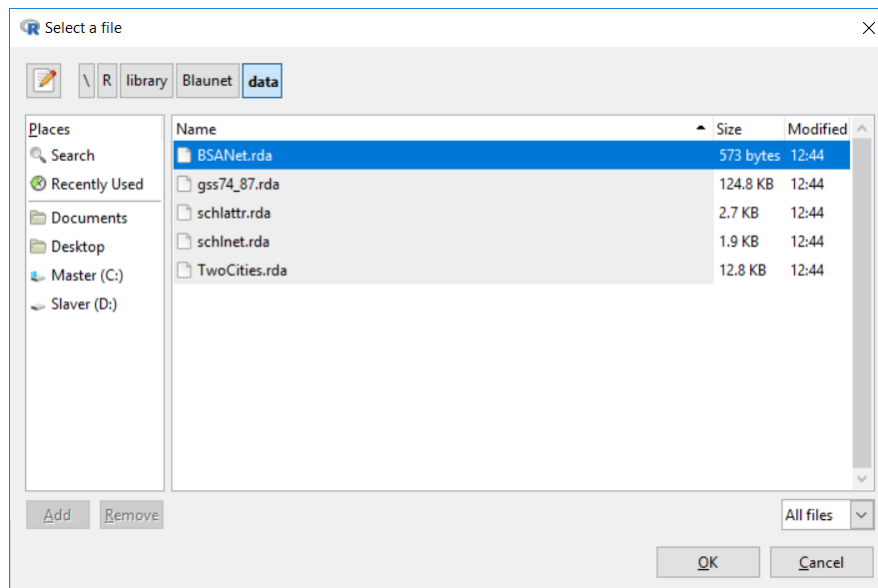 Select a file
\ R library Blaunet data
Places
Search
Recently Used
Documents
Desktop
Master (C:)
Slaver (D:)
Name Size Modified
BSANet.rda 573 bytes 12:44
gss74_87.rda 124.8 KB 12:44
schlattr.rda 2.7 KB 12:44
schlnet.rda 1.9 KB 12:44
TwoCities.rda 12.8 KB 12:44
Add Remove
All files
OK Cancel